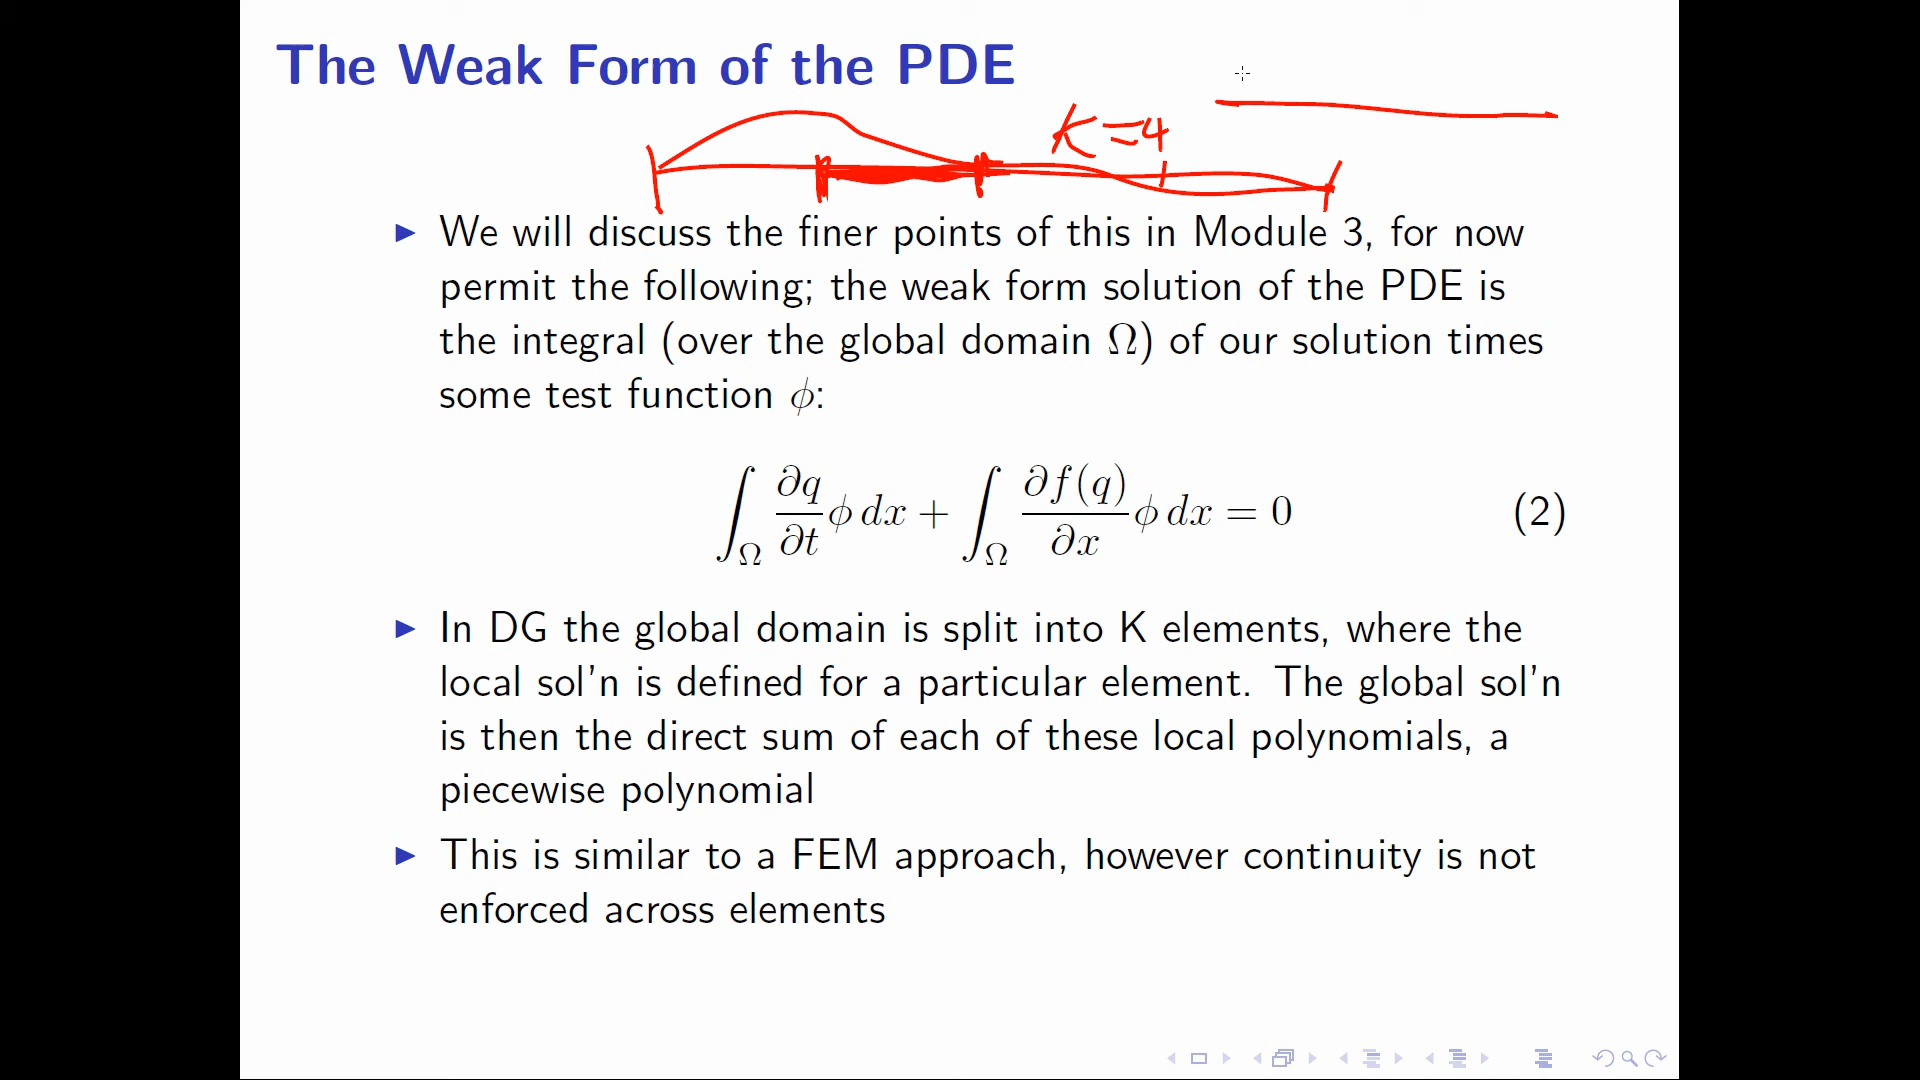 The Weak Form of the PDE
K=4
▶ We will discuss the finer points of this in Module 3, for now
permit the following; the weak form solution of the PDE is
the integral (over the global domain Ω) of our solution times
some test function ϕ:
∫_Ω ∂q/∂t ϕ dx + ∫_Ω ∂f(q)/∂x ϕ dx = 0 (2)
▶ In DG the global domain is split into K elements, where the
local sol'n is defined for a particular element. The global sol'n
is then the direct sum of each of these local polynomials, a
piecewise polynomial
▶ This is similar to a FEM approach, however continuity is not
enforced across elements